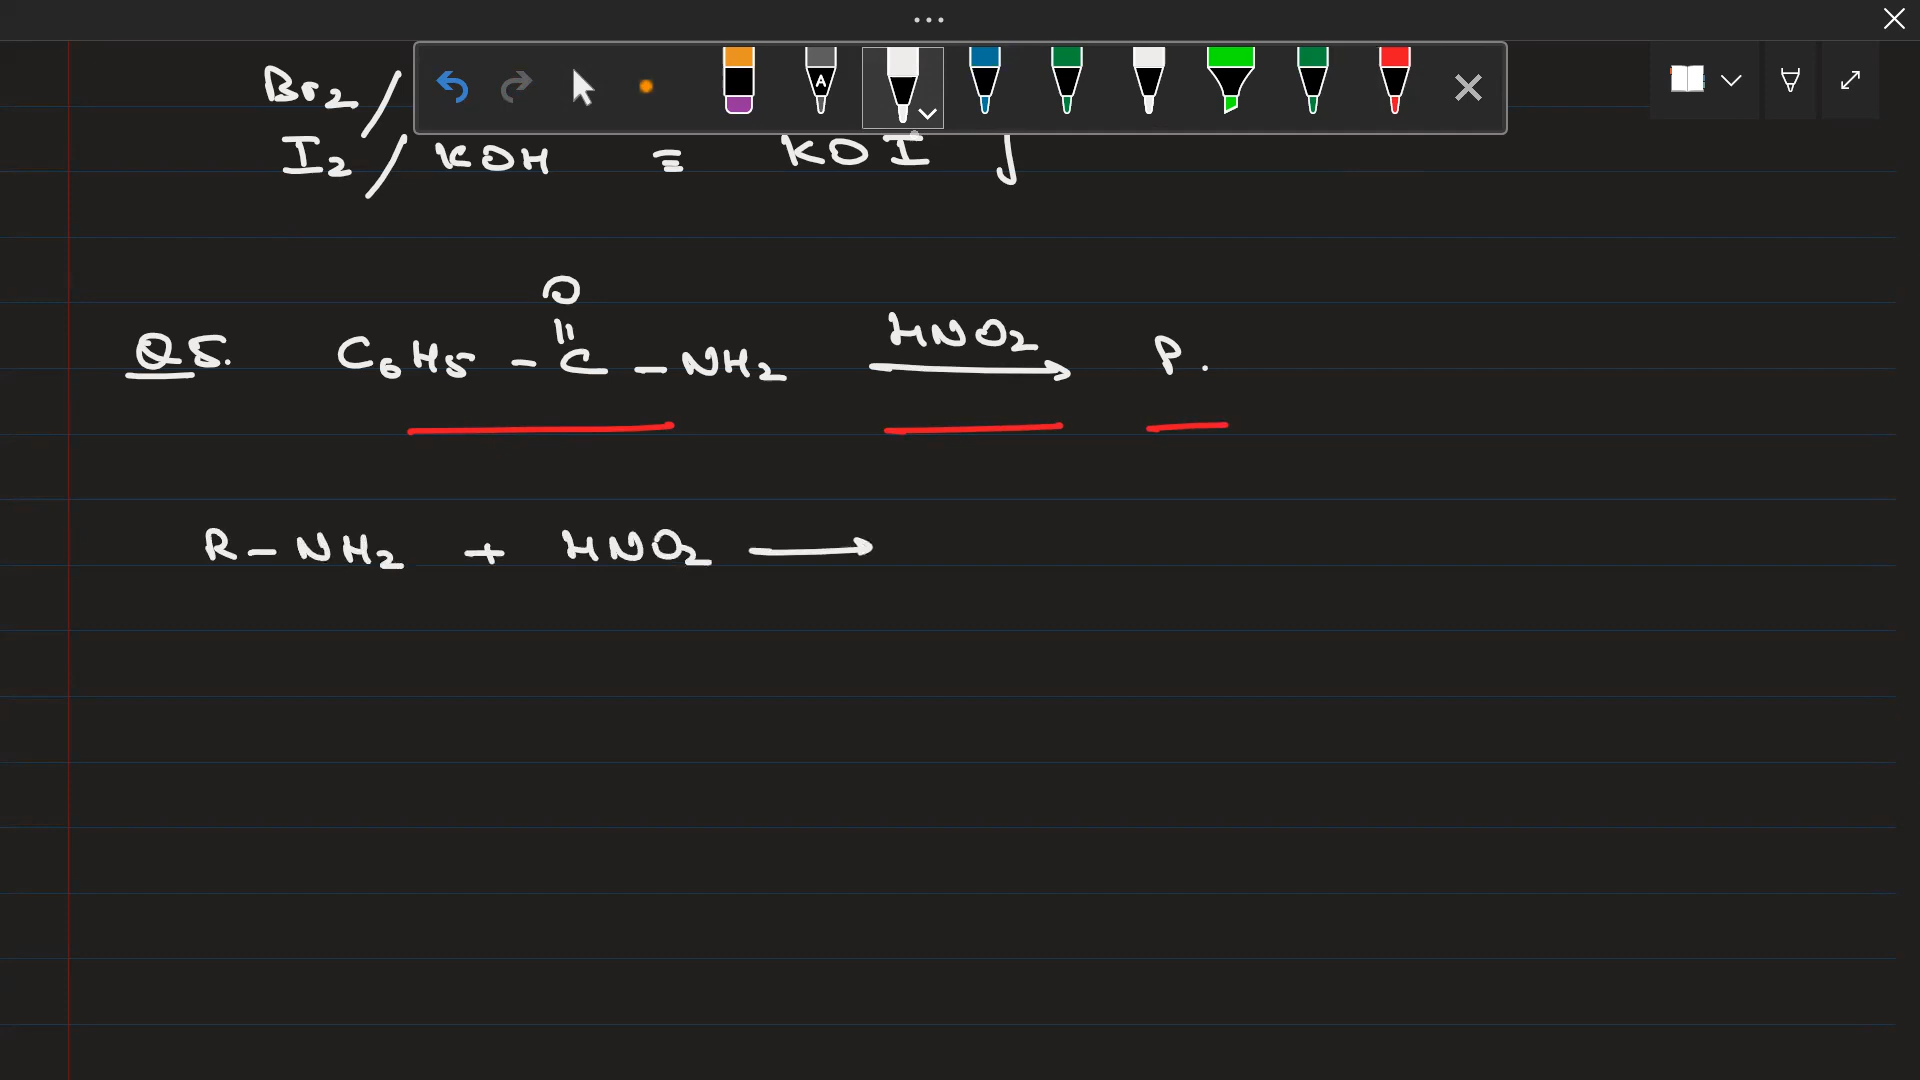 Br2/
I2/ KOH = KOI
O
||
Q5. C6H5 - C - NH2 HNO2 → P.
R - NH2 + HNO2 →